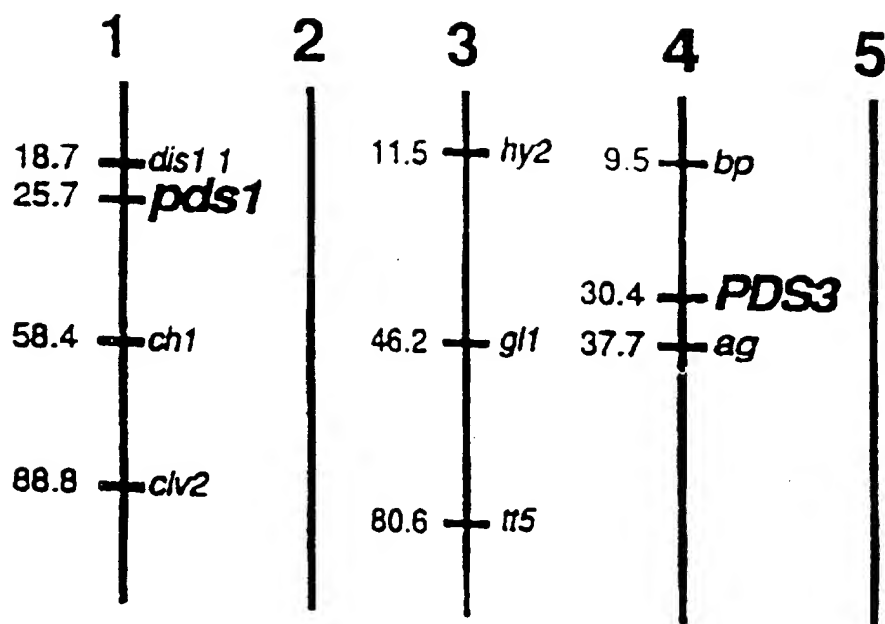 1
2
3
4
5
18.7 dis1 1
25.7 pds1
58.4 ch1
88.8 clv2
11.5 hy2
46.2 gl1
80.6 tt5
9.5 bp
30.4 PDS3
37.7 ag